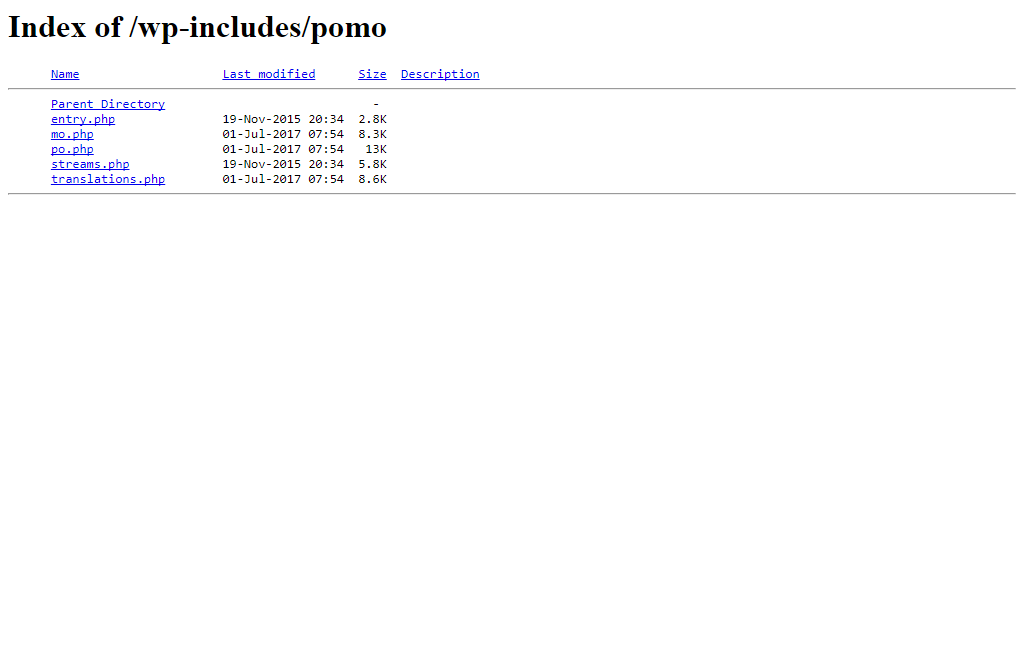 Index of /wp-includes/pomo
Name Last modified Size Description
Parent Directory -
entry.php 19-Nov-2015 20:34 2.8K
mo.php 01-Jul-2017 07:54 8.3K
po.php 01-Jul-2017 07:54 13K
streams.php 19-Nov-2015 20:34 5.8K
translations.php 01-Jul-2017 07:54 8.6K